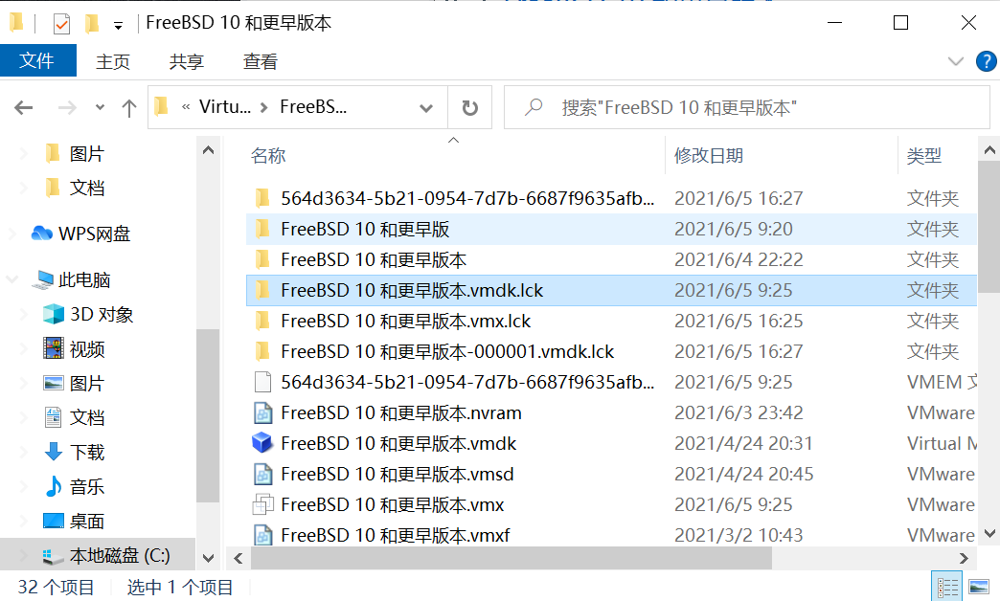 FreeBSD 10 和更早版本
文件 主页 共享 查看 ?
« Virtu... > FreeBS... 搜索"FreeBSD 10 和更早版本"
名称 修改日期 类型
图片
文档
WPS网盘
此电脑
3D 对象
视频
图片
文档
下载
音乐
桌面
本地磁盘 (C:)
564d3634-5b21-0954-7d7b-6687f9635afb... 2021/6/5 16:27 文件夹
FreeBSD 10 和更早版 2021/6/5 9:20 文件夹
FreeBSD 10 和更早版本 2021/6/4 22:22 文件夹
FreeBSD 10 和更早版本.vmdk.lck 2021/6/5 9:25 文件夹
FreeBSD 10 和更早版本.vmx.lck 2021/6/5 16:25 文件夹
FreeBSD 10 和更早版本-000001.vmdk.lck 2021/6/5 16:27 文件夹
564d3634-5b21-0954-7d7b-6687f9635afb... 2021/6/5 9:25 VMEM
FreeBSD 10 和更早版本.nvram 2021/6/3 23:42 VMware
FreeBSD 10 和更早版本.vmdk 2021/4/24 20:31 Virtual
FreeBSD 10 和更早版本.vmsd 2021/4/24 20:45 VMware
FreeBSD 10 和更早版本.vmx 2021/6/5 9:25 VMware
FreeBSD 10 和更早版本.vmxf 2021/3/2 10:43 VMware
32 个项目 选中 1 个项目